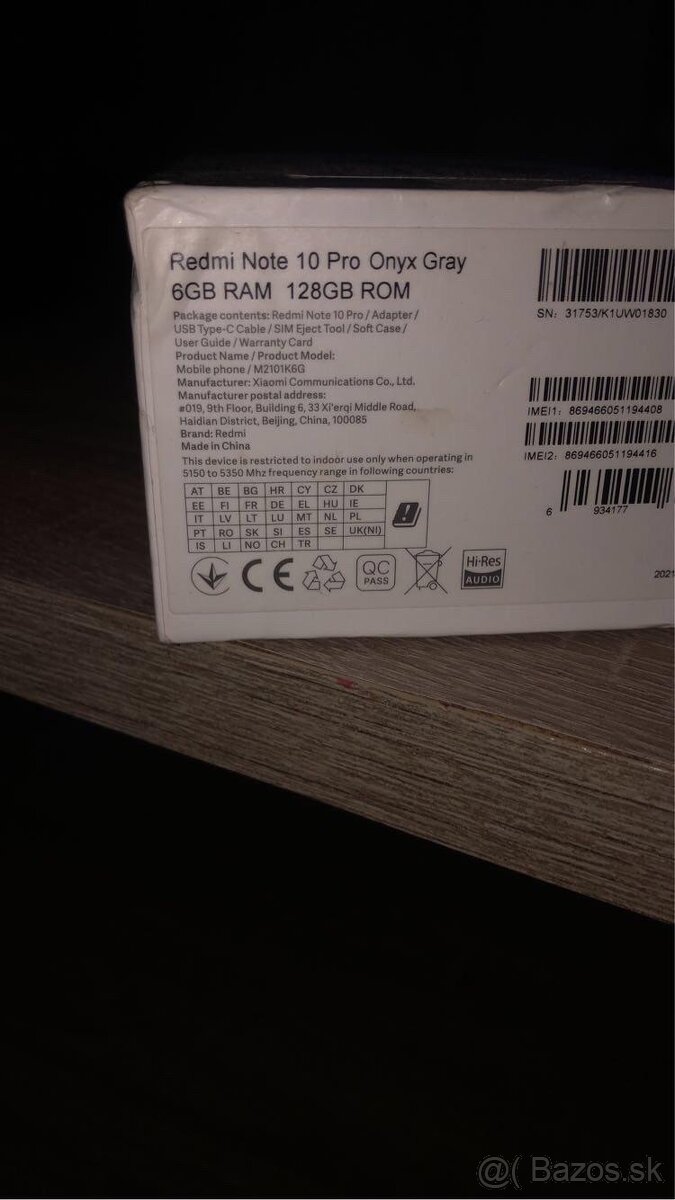 Redmi Note 10 Pro Onyx Gray
6GB RAM 128GB ROM
Package contents: Redmi Note 10 Pro / Adapter /
USB Type-C Cable / SIM Eject Tool / Soft Case /
User Guide / Warranty Card
Product Name / Product Model:
Mobile phone / M2101K6G
Manufacturer: Xiaomi Communications Co., Ltd.
Manufacturer postal address:
#019, 9th Floor, Building 6, 33 Xi'erqi Middle Road,
Haidian District, Beijing, China, 100085
Brand: Redmi
Made in China
This device is restricted to indoor use only when operating in
5150 to 5350 Mhz frequency range in following countries:
AT BE BG HR CY CZ DK
EE FI FR DE EL HU IE
IT LV LT LU MT NL PL
PT RO SK SI ES SE UK(NI)
IS LI NO CH TR
CE
QC
PASS
Hi-Res
AUDIO
SN: 31753/K1UW01830
IMEI1: 869466051194408
IMEI2: 869466051194416
6 934177
2021
@( Bazos.sk